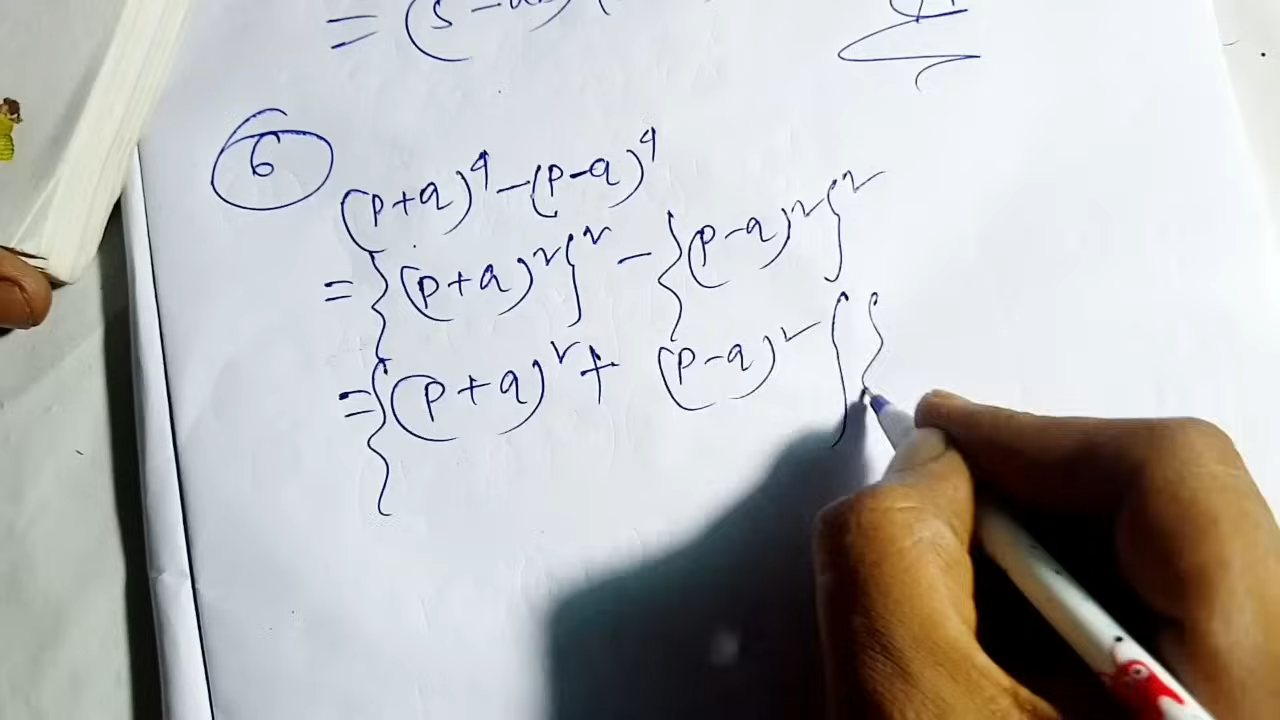 = (
6
(p+q)^4 - (p-q)^4
= {(p+q)^2}^2 - {(p-q)^2}^2
= {(p+q)^2 + (p-q)^2} {